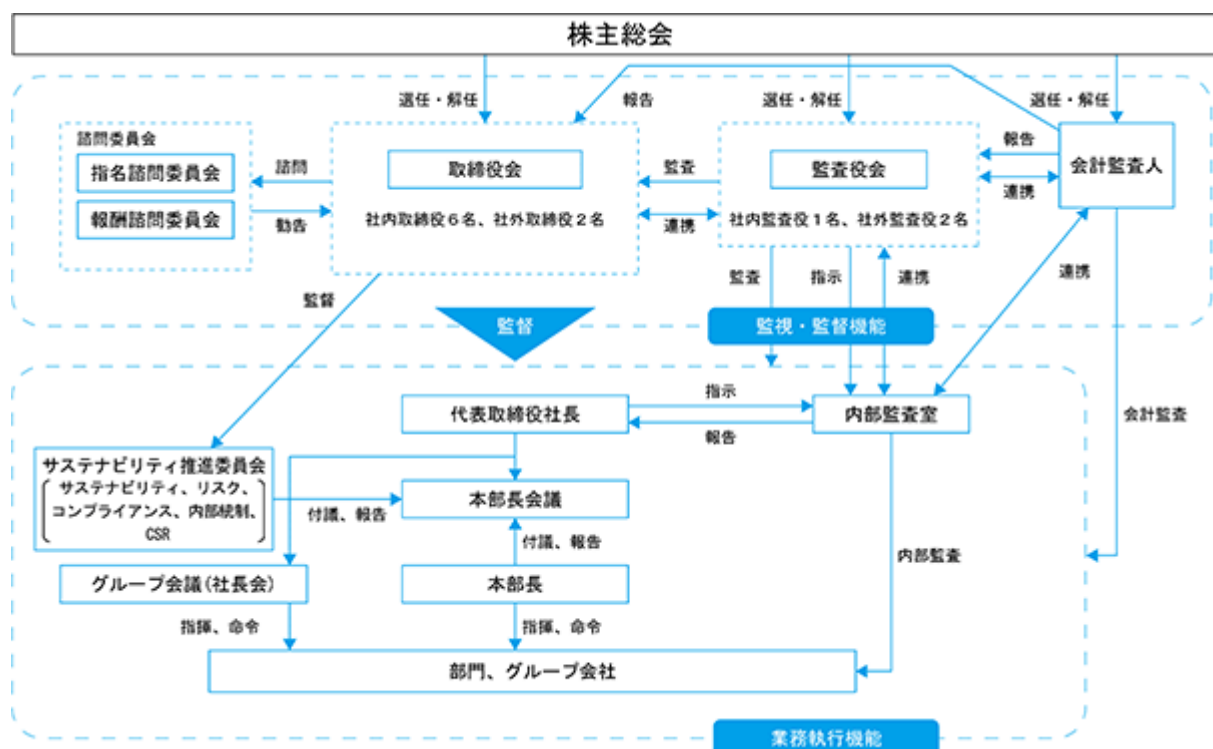 株主総会
選任・解任
報告
選任・解任
選任・解任
諮問委員会
指名諮問委員会
報酬諮問委員会
諮問
勧告
取締役会
社内取締役6名、社外取締役2名
監査
連携
監査役会
社内監査役1名、社外監査役2名
報告
連携
会計監査人
監督
監督
監査
指示
連携
監視・監督機能
連携
会計監査
代表取締役社長
指示
報告
内部監査室
サステナビリティ推進委員会
サステナビリティ、リスク、
コンプライアンス、内部統制、
CSR
付議、報告
本部長会議
付議、報告
内部監査
グループ会議(社長会)
本部長
指揮、命令
指揮、命令
部門、グループ会社
業務執行機能